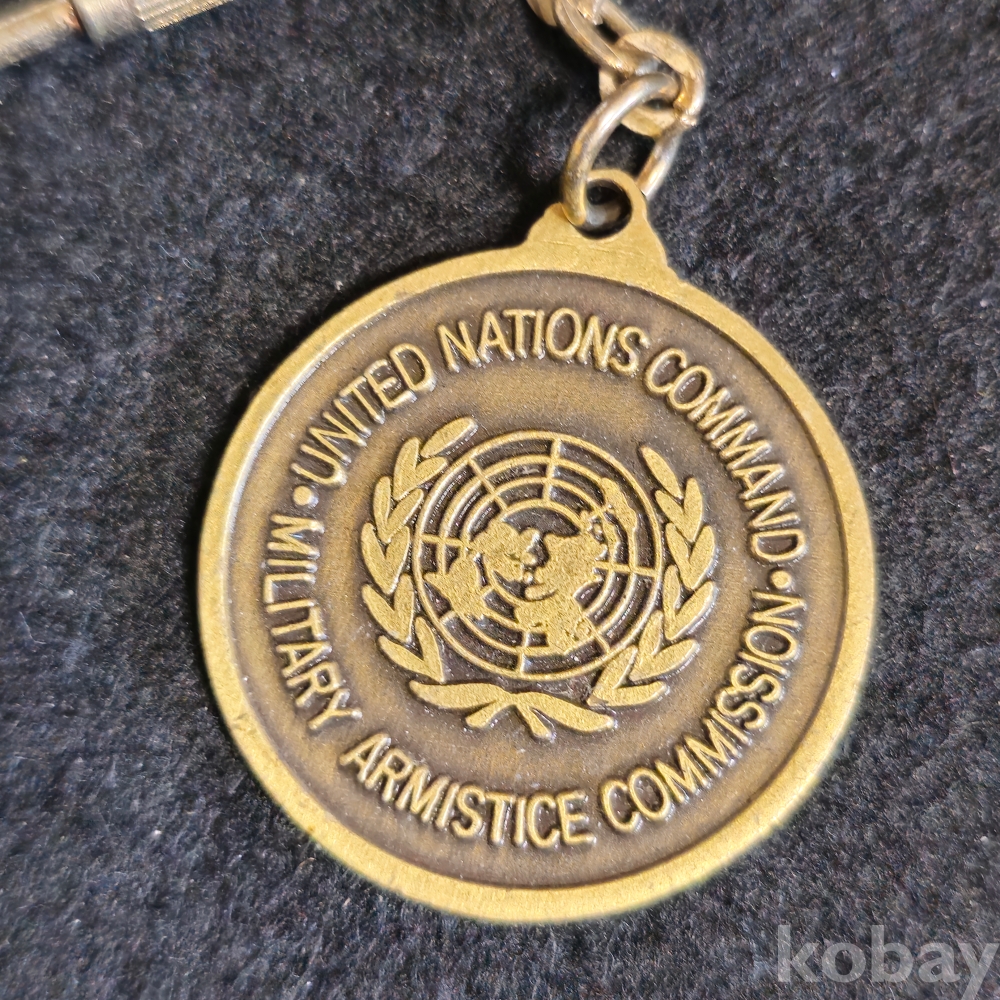 UNITED NATIONS COMMAND
• MILITARY ARMISTICE COMMISSION •
kobay